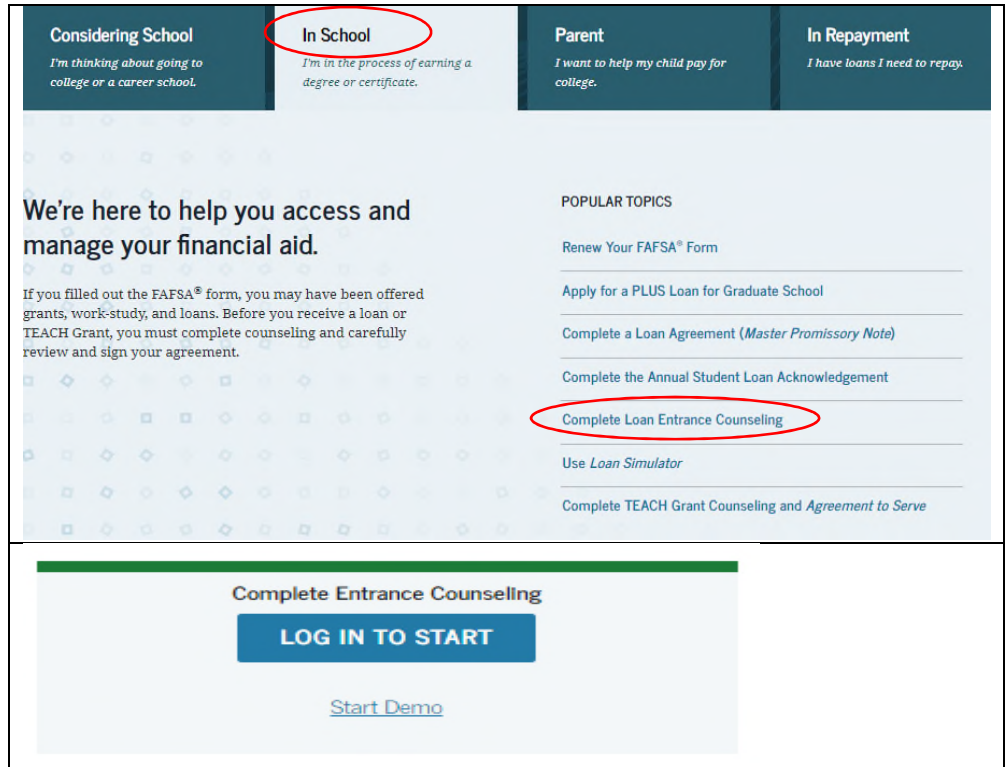 Considering School
I'm thinking about going to
college or a career school.
In School
I'm in the process of earning a
degree or certificate.
Parent
I want to help my child pay for
college.
In Repayment
I have loans I need to repay.
We're here to help you access and
manage your financial aid.
If you filled out the FAFSA® form, you may have been offered
grants, work-study, and loans. Before you receive a loan or
TEACH Grant, you must complete counseling and carefully
review and sign your agreement.
POPULAR TOPICS
Renew Your FAFSA® Form
Apply for a PLUS Loan for Graduate School
Complete a Loan Agreement (Master Promissory Note)
Complete the Annual Student Loan Acknowledgement
Complete Loan Entrance Counseling
Use Loan Simulator
Complete TEACH Grant Counseling and Agreement to Serve
Complete Entrance Counseling
LOG IN TO START
Start Demo